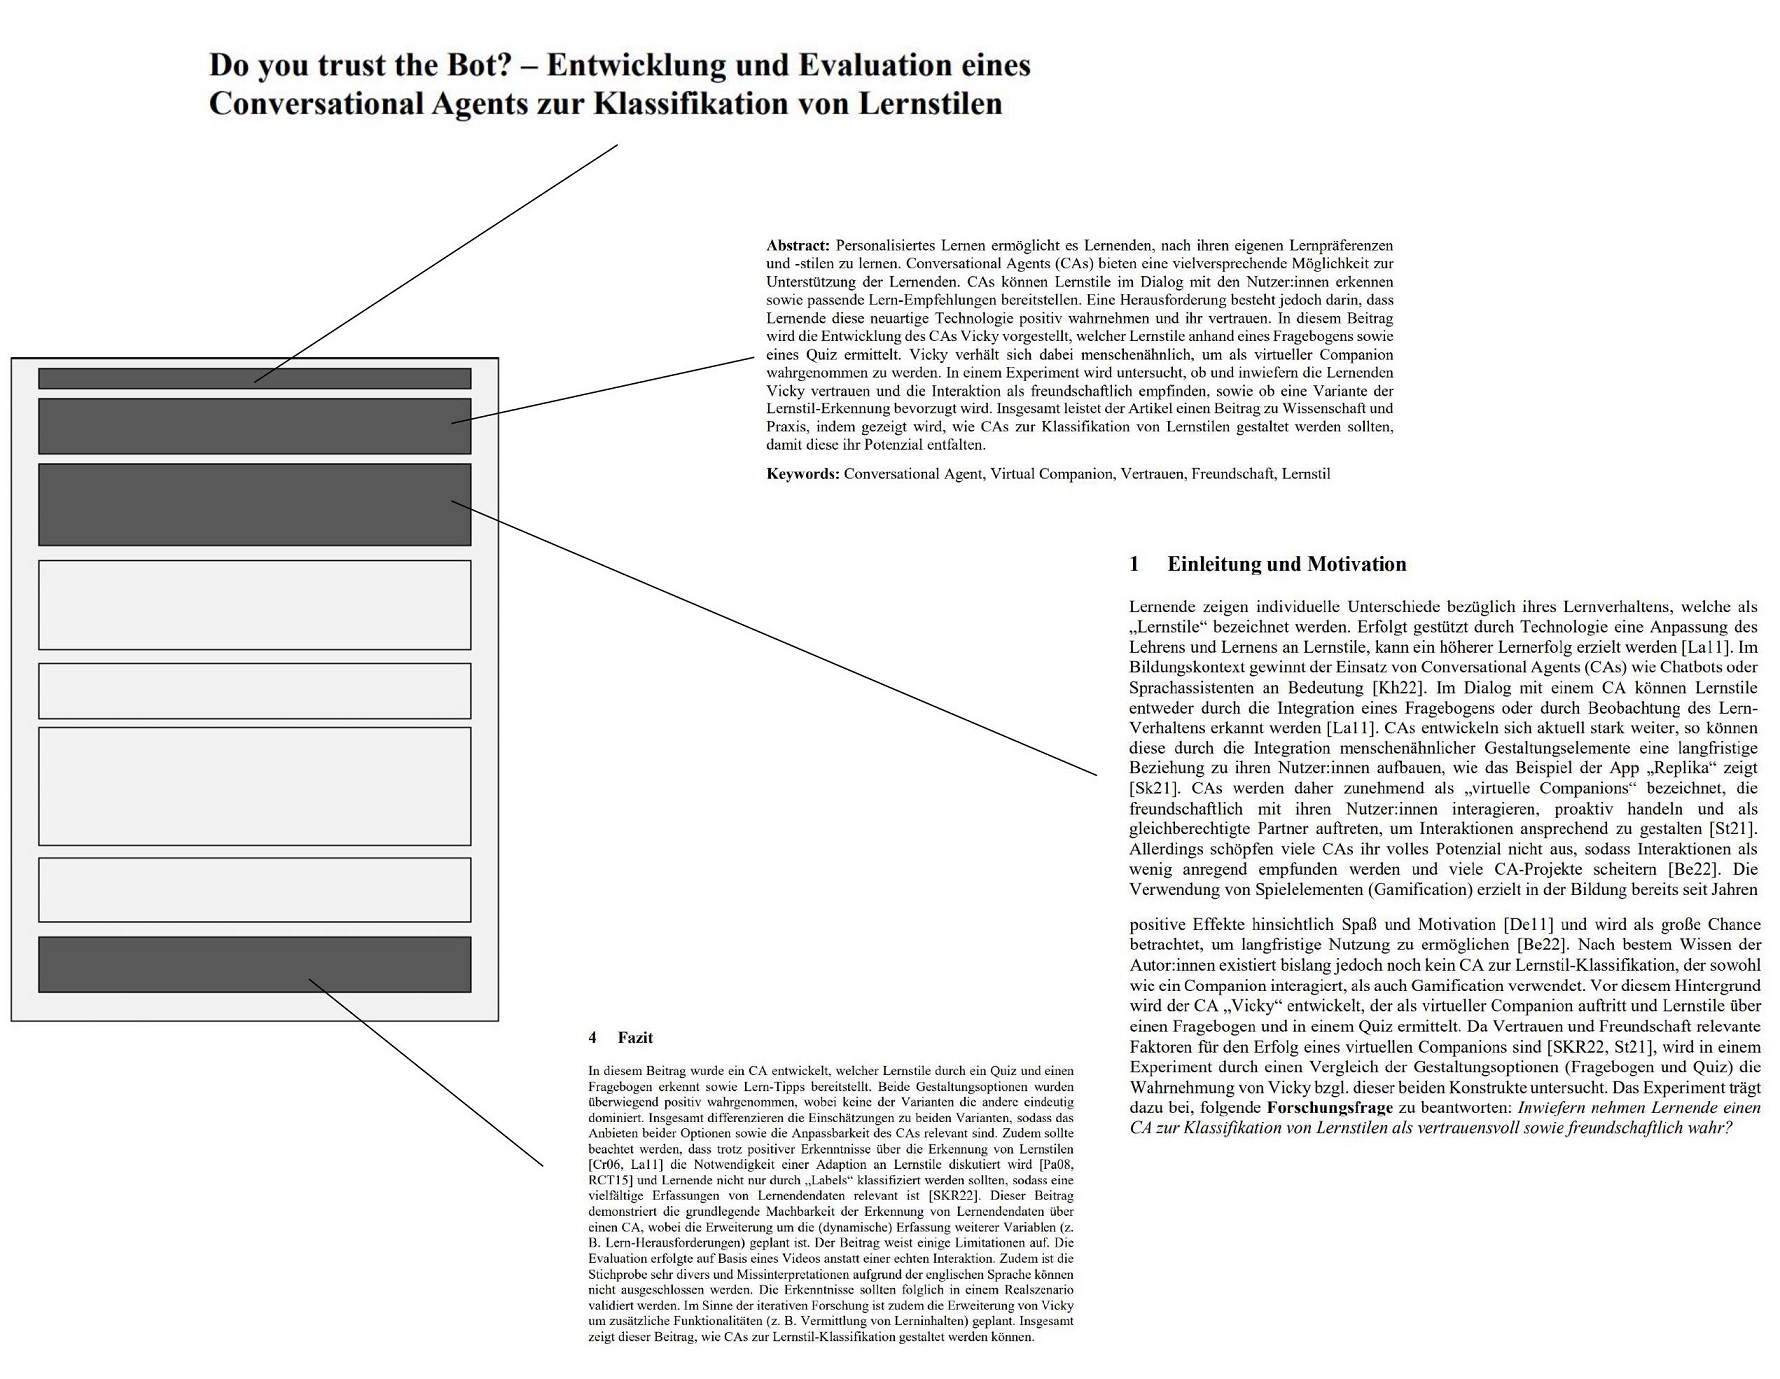 Do you trust the Bot? – Entwicklung und Evaluation eines
Conversational Agents zur Klassifikation von Lernstilen
Abstract: Personalisiertes Lernen ermöglicht es Lernenden, nach ihren eigenen Lernpräferenzen
und -stilen zu lernen. Conversational Agents (CAs) bieten eine vielversprechende Möglichkeit zur
Unterstützung der Lernenden. CAs können Lernstile im Dialog mit den Nutzer:innen erkennen
sowie passende Lern-Empfehlungen bereitstellen. Eine Herausforderung besteht jedoch darin, dass
Lernende diese neuartige Technologie positiv wahrnehmen und ihr vertrauen. In diesem Beitrag
wird die Entwicklung des CAs Vicky vorgestellt, welcher Lernstile anhand eines Fragebogens sowie
eines Quiz ermittelt. Vicky verhält sich dabei menschenähnlich, um als virtueller Companion
wahrgenommen zu werden. In einem Experiment wird untersucht, ob und inwiefern die Lernenden
Vicky vertrauen und die Interaktion als freundschaftlich empfinden, sowie ob eine Variante der
Lernstil-Erkennung bevorzugt wird. Insgesamt leistet der Artikel einen Beitrag zu Wissenschaft und
Praxis, indem gezeigt wird, wie CAs zur Klassifikation von Lernstilen gestaltet werden sollten,
damit diese ihr Potenzial entfalten.
Keywords: Conversational Agent, Virtual Companion, Vertrauen, Freundschaft, Lernstil
1 Einleitung und Motivation
Lernende zeigen individuelle Unterschiede bezüglich ihres Lernverhaltens, welche als
„Lernstile“ bezeichnet werden. Erfolgt gestützt durch Technologie eine Anpassung des
Lehrens und Lernens an Lernstile, kann ein höherer Lernerfolg erzielt werden [La11]. Im
Bildungskontext gewinnt der Einsatz von Conversational Agents (CAs) wie Chatbots oder
Sprachassistenten an Bedeutung [Kh22]. Im Dialog mit einem CA können Lernstile
entweder durch die Integration eines Fragebogens oder durch Beobachtung des Lern-
Verhaltens erkannt werden [La11]. CAs entwickeln sich aktuell stark weiter, so können
diese durch die Integration menschenähnlicher Gestaltungselemente eine langfristige
Beziehung zu ihren Nutzer:innen aufbauen, wie das Beispiel der App „Replika“ zeigt
[Sk21]. CAs werden daher zunehmend als „virtuelle Companions“ bezeichnet, die
freundschaftlich mit ihren Nutzer:innen interagieren, proaktiv handeln und als
gleichberechtigte Partner auftreten, um Interaktionen ansprechend zu gestalten [St21].
Allerdings schöpfen viele CAs ihr volles Potenzial nicht aus, sodass Interaktionen als
wenig anregend empfunden werden und viele CA-Projekte scheitern [Be22]. Die
Verwendung von Spielelementen (Gamification) erzielt in der Bildung bereits seit Jahren
positive Effekte hinsichtlich Spaß und Motivation [De11] und wird als große Chance
betrachtet, um langfristige Nutzung zu ermöglichen [Be22]. Nach bestem Wissen der
Autor:innen existiert bislang jedoch noch kein CA zur Lernstil-Klassifikation, der sowohl
wie ein Companion interagiert, als auch Gamification verwendet. Vor diesem Hintergrund
wird der CA „Vicky“ entwickelt, der als virtueller Companion auftritt und Lernstile über
einen Fragebogen und in einem Quiz ermittelt. Da Vertrauen und Freundschaft relevante
Faktoren für den Erfolg eines virtuellen Companions sind [SKR22, St21], wird in einem
Experiment durch einen Vergleich der Gestaltungsoptionen (Fragebogen und Quiz) die
Wahrnehmung von Vicky bzgl. dieser beiden Konstrukte untersucht. Das Experiment trägt
dazu bei, folgende Forschungsfrage zu beantworten: Inwiefern nehmen Lernende einen
CA zur Klassifikation von Lernstilen als vertrauensvoll sowie freundschaftlich wahr?
4 Fazit
In diesem Beitrag wurde ein CA entwickelt, welcher Lernstile durch ein Quiz und einen
Fragebogen erkennt sowie Lern-Tipps bereitstellt. Beide Gestaltungsoptionen wurden
überwiegend positiv wahrgenommen, wobei keine der Varianten die andere eindeutig
dominiert. Insgesamt differenzieren die Einschätzungen zu beiden Varianten, sodass das
Anbieten beider Optionen sowie die Anpassbarkeit des CAs relevant sind. Zudem sollte
beachtet werden, dass trotz positiver Erkenntnisse über die Erkennung von Lernstilen
[Cr06, La11] die Notwendigkeit einer Adaption an Lernstile diskutiert wird [Pa08,
RCT15] und Lernende nicht nur durch „Labels“ klassifiziert werden sollten, sodass eine
vielfältige Erfassungen von Lernendendaten relevant ist [SKR22]. Dieser Beitrag
demonstriert die grundlegende Machbarkeit der Erkennung von Lernendendaten über
einen CA, wobei die Erweiterung um die (dynamische) Erfassung weiterer Variablen (z.
B. Lern-Herausforderungen) geplant ist. Der Beitrag weist einige Limitationen auf. Die
Evaluation erfolgte auf Basis eines Videos anstatt einer echten Interaktion. Zudem ist die
Stichprobe sehr divers und Missinterpretationen aufgrund der englischen Sprache können
nicht ausgeschlossen werden. Die Erkenntnisse sollten folglich in einem Realszenario
validiert werden. Im Sinne der iterativen Forschung ist zudem die Erweiterung von Vicky
um zusätzliche Funktionalitäten (z. B. Vermittlung von Lerninhalten) geplant. Insgesamt
zeigt dieser Beitrag, wie CAs zur Lernstil-Klassifikation gestaltet werden können.